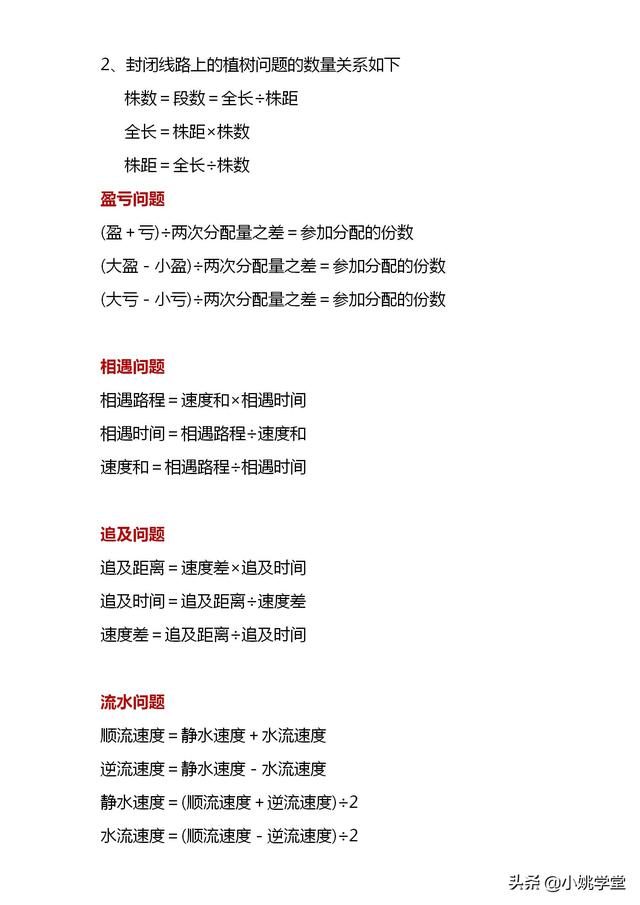 2、封闭线路上的植树问题的数量关系如下
株数＝段数＝全长÷株距
全长＝株距×株数
株距＝全长÷株数
盈亏问题
(盈＋亏)÷两次分配量之差＝参加分配的份数
(大盈－小盈)÷两次分配量之差＝参加分配的份数
(大亏－小亏)÷两次分配量之差＝参加分配的份数
相遇问题
相遇路程＝速度和×相遇时间
相遇时间＝相遇路程÷速度和
速度和＝相遇路程÷相遇时间
追及问题
追及距离＝速度差×追及时间
追及时间＝追及距离÷速度差
速度差＝追及距离÷追及时间
流水问题
顺流速度＝静水速度＋水流速度
逆流速度＝静水速度－水流速度
静水速度＝(顺流速度＋逆流速度)÷2
水流速度＝(顺流速度－逆流速度)÷2
头条 @小姚学堂